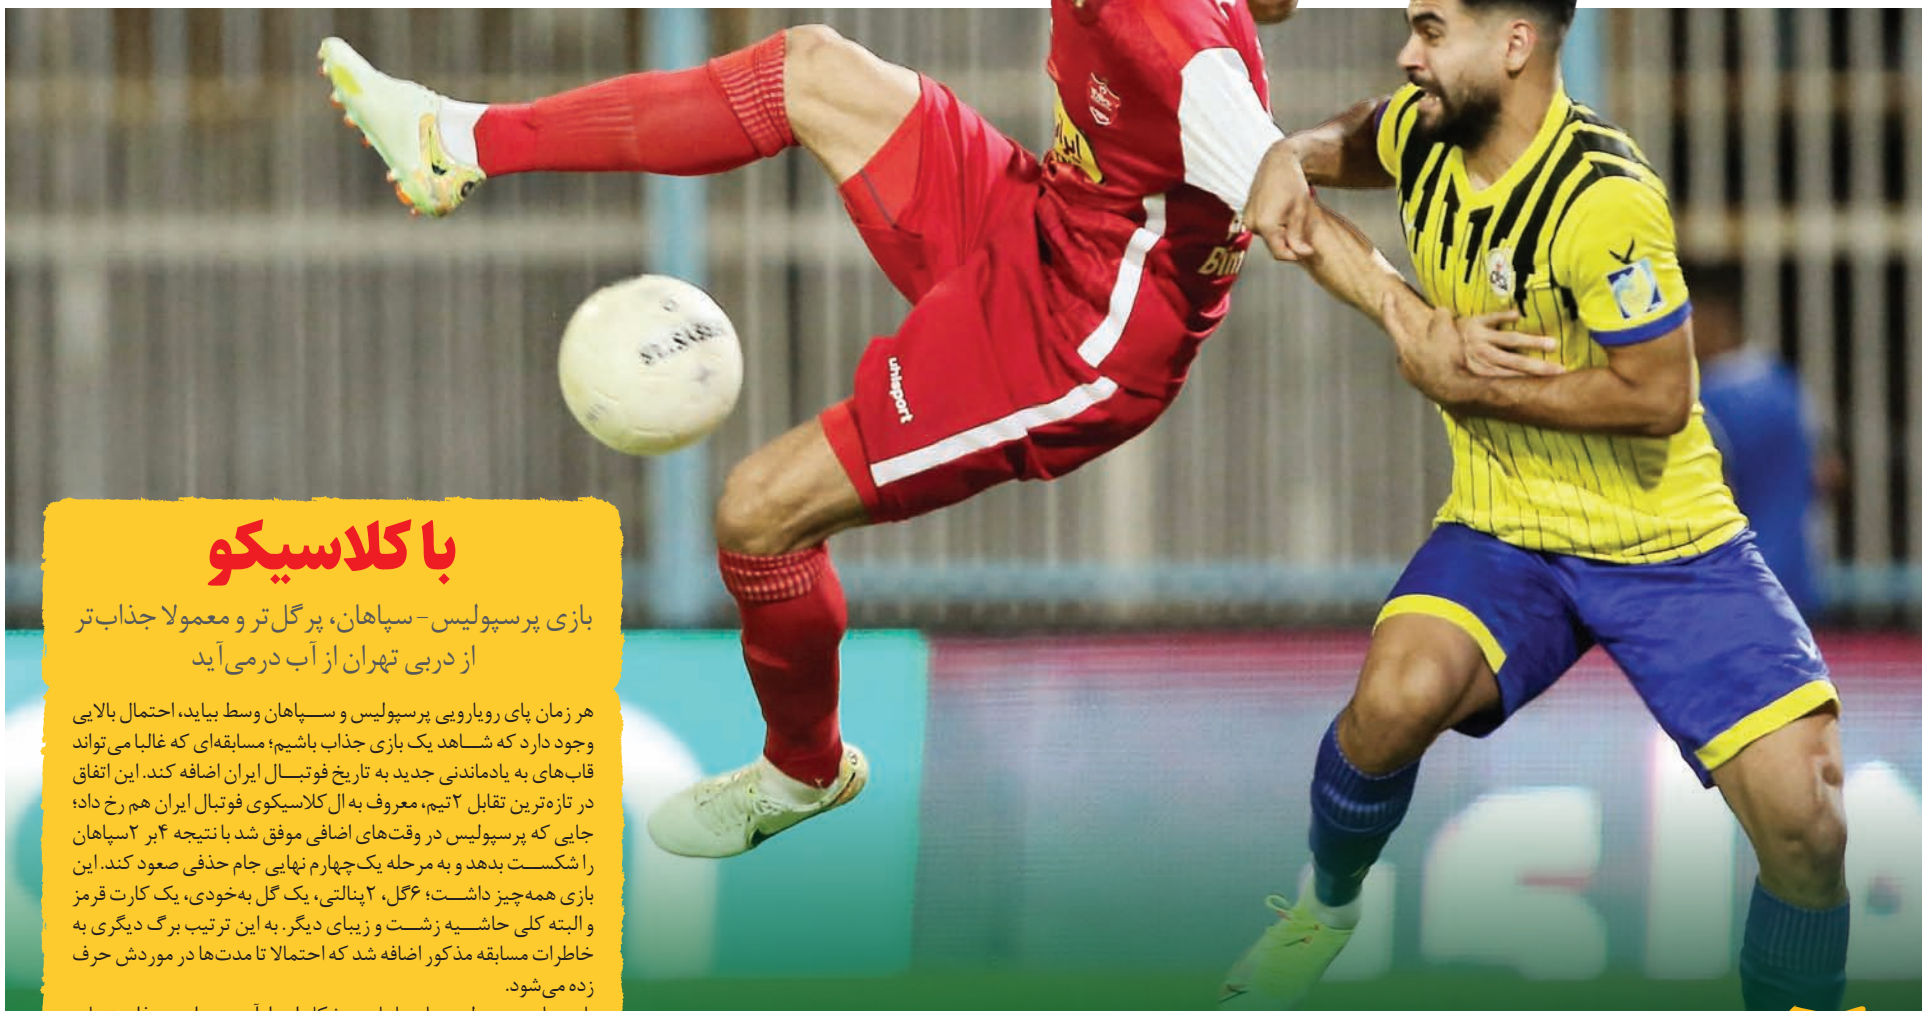 با کلاسیکو
بازی پرسپولیس-سپاهان، پر گل‌تر و معمولا جذاب‌تر
از دربی تهران از آب درمی‌آید
هر زمان پای رویارویی پرسپولیس و سپاهان وسط بیاید، احتمال بالایی
وجود دارد که شاهد یک بازی جذاب باشیم؛ مسابقه‌ای که غالبا می‌تواند
قاب‌های به یادماندنی جدید به تاریخ فوتبال ایران اضافه کند. این اتفاق
در تازه‌ترین تقابل ۲تیم، معروف به ال کلاسیکوی فوتبال ایران هم رخ داد؛
جایی که پرسپولیس در وقت‌های اضافی موفق شد با نتیجه ۴بر ۲سپاهان
را شکست بدهد و به مرحله یک‌چهارم نهایی جام حذفی صعود کند. این
بازی همه‌چیز داشت؛ ۶گل، ۲پنالتی، یک گل به‌خودی، یک کارت قرمز
و البته کلی حاشیه زشت و زیبای دیگر. به این ترتیب برگ دیگری به
خاطرات مسابقه مذکور اضافه شد که احتمالا تا مدت‌ها در موردش حرف
زده می‌شود.
uhlsport